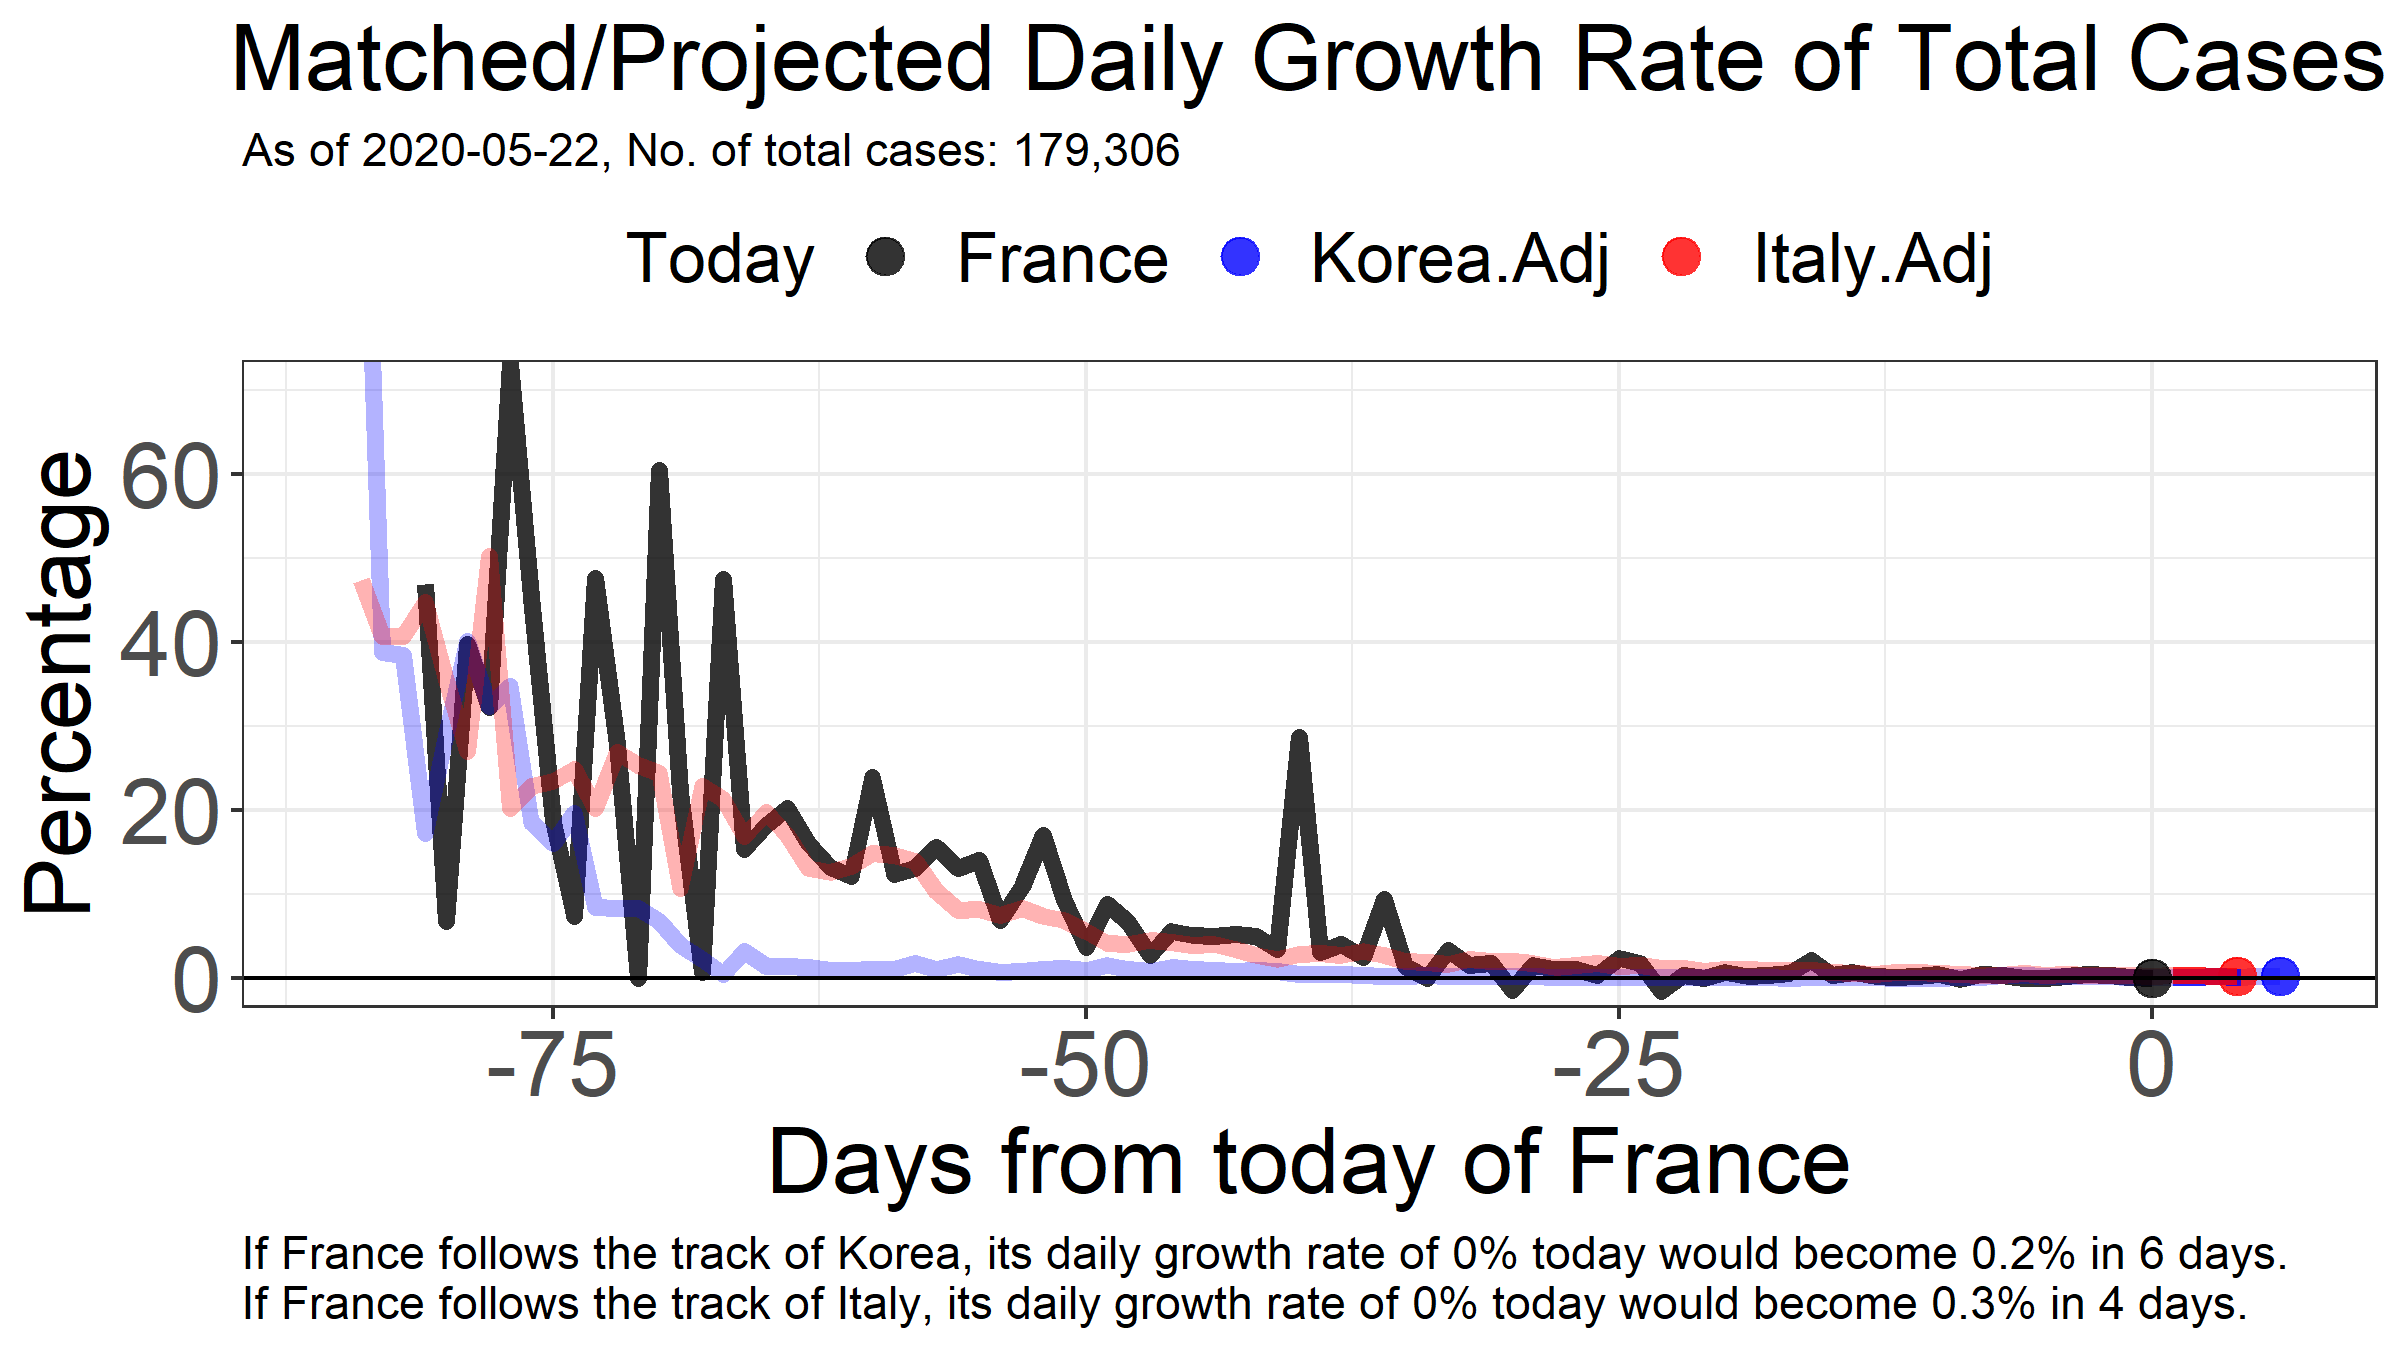 Matched/Projected Daily Growth Rate of Total Cases
As of 2020-05-22, No. of total cases: 179,306
Today France Korea.Adj Italy.Adj
Percentage
60
40
20
0
-75 -50 -25 0
Days from today of France
If France follows the track of Korea, its daily growth rate of 0% today would become 0.2% in 6 days.
If France follows the track of Italy, its daily growth rate of 0% today would become 0.3% in 4 days.